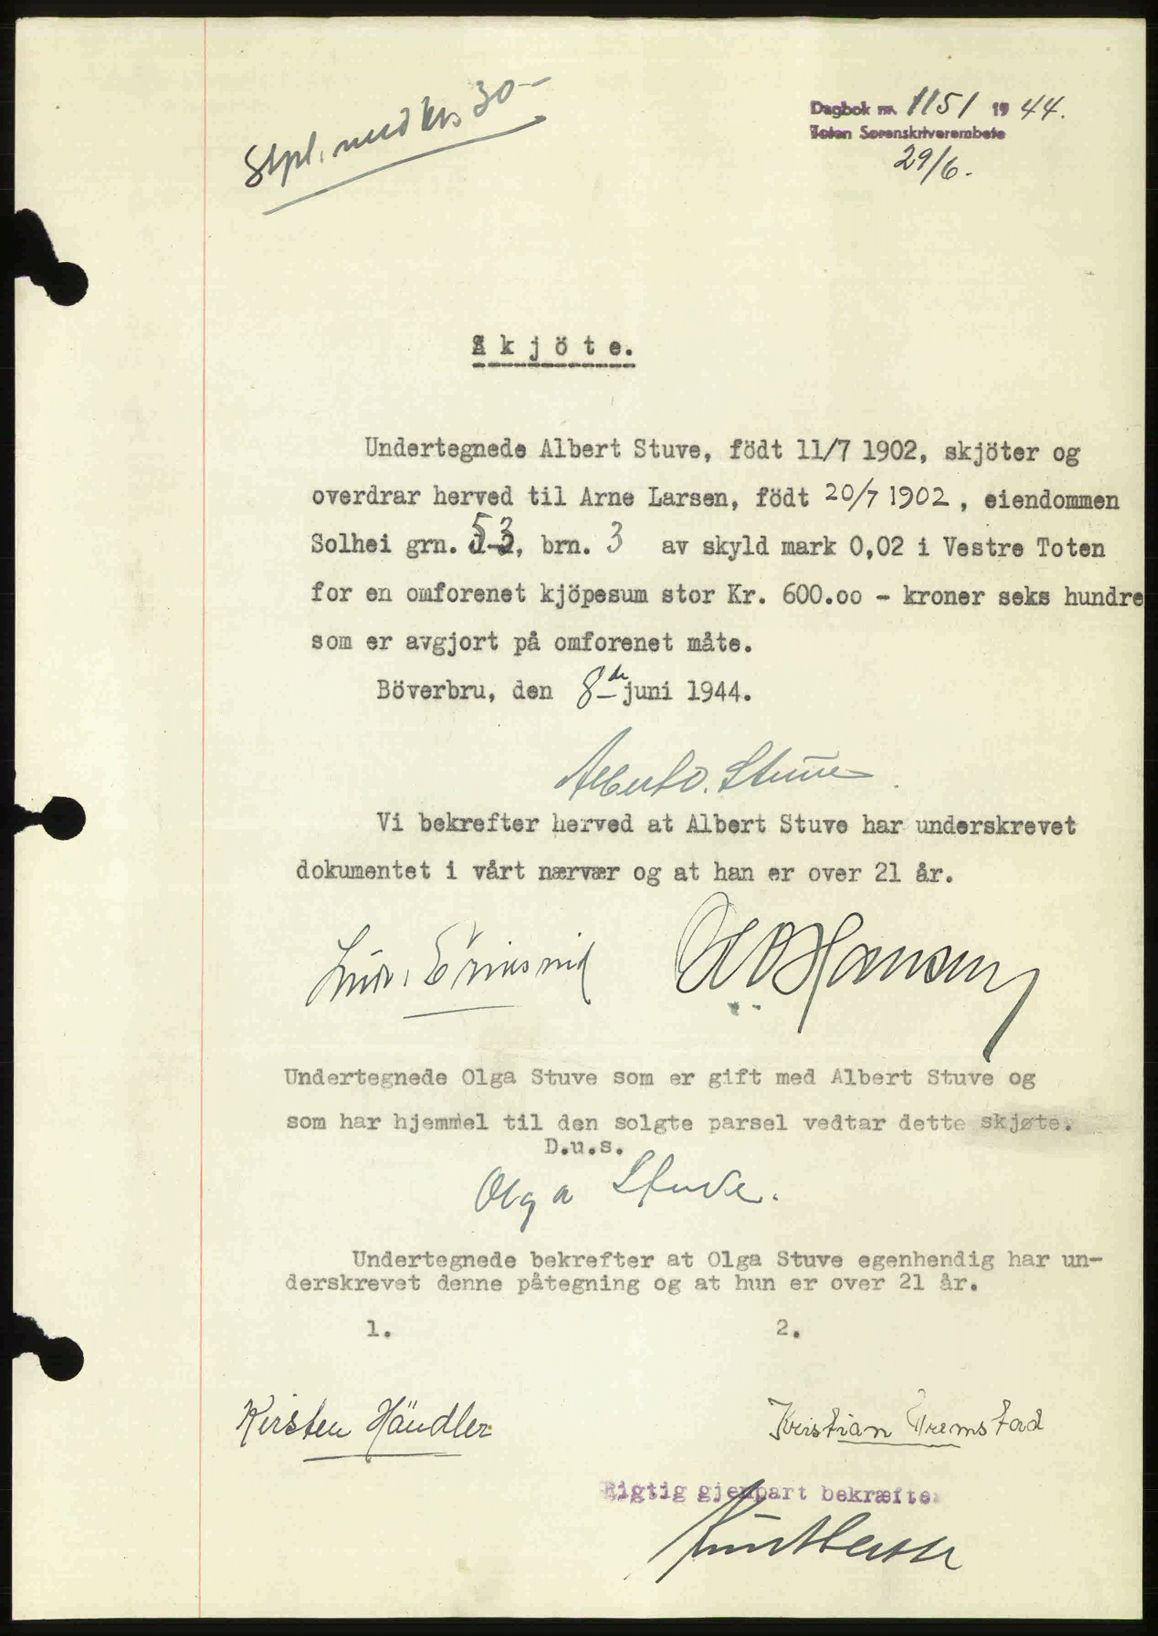 Stpl. med kr. 30-
Dagbok nr. 1151 1944.
Toten Sorenskriverembete
29/6.
Skjöte.
Undertegnede Albert Stuve, födt 11/7 1902, skjöter og
overdrar herved til Arne Larsen, födt 20/7 1902, eiendommen
Solhei grn. 53, brn. 3 av skyld mark 0,02 i Vestre Toten
for en omforenet kjöpesum stor Kr. 600.oo - kroner seks hundre
som er avgjort på omforenet måte.
Böverbru, den 8de juni 1944.
Albert O. Stuve
Vi bekrefter herved at Albert Stuve har underskrevet
dokumentet i vårt nærvær og at han er over 21 år.
Hansen
Undertegnede Olga Stuve som er gift med Albert Stuve og
som har hjemmel til den solgte parsel vedtar dette skjøte.
D.u.s.
Olga Stuve.
Undertegnede bekrefter at Olga Stuve egenhendig har un-
derskrevet denne påtegning og at hun er over 21 år.
1. 2.
Kirsten Händler Kristian Tremstad
Rigtig gjenpart bekræfte